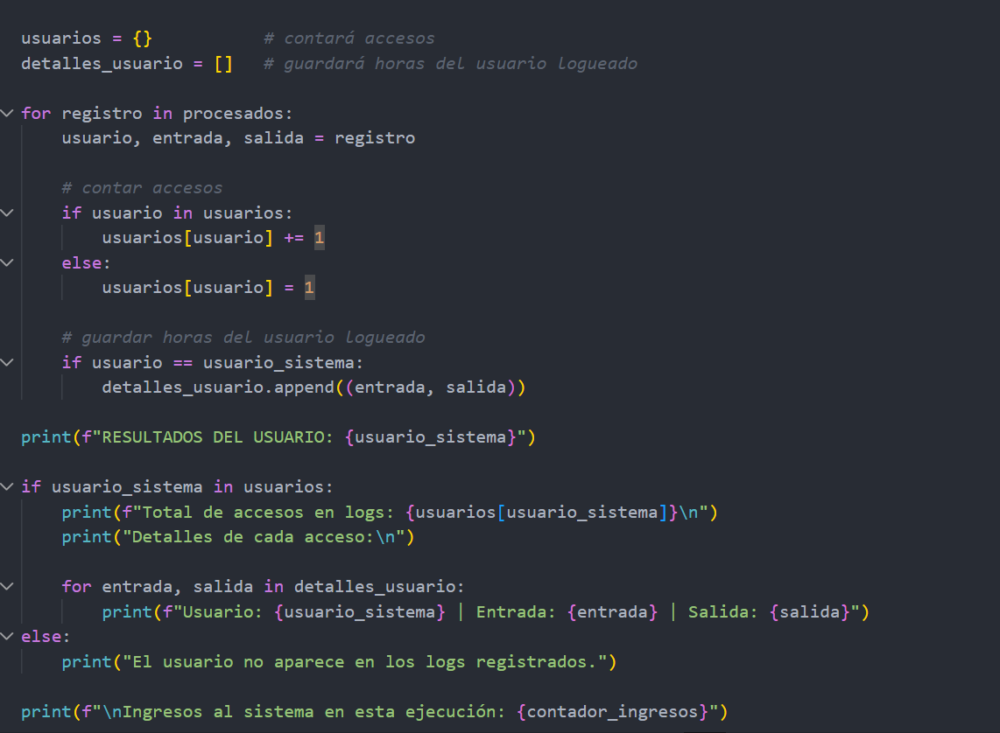 usuarios = {}           # contará accesos
detalles_usuario = []   # guardará horas del usuario logueado

for registro in procesados:
    usuario, entrada, salida = registro

    # contar accesos
    if usuario in usuarios:
        usuarios[usuario] += 1
    else:
        usuarios[usuario] = 1

    # guardar horas del usuario logueado
    if usuario == usuario_sistema:
        detalles_usuario.append((entrada, salida))

print(f"RESULTADOS DEL USUARIO: {usuario_sistema}")

if usuario_sistema in usuarios:
    print(f"Total de accesos en logs: {usuarios[usuario_sistema]}\n")
    print("Detalles de cada acceso:\n")

    for entrada, salida in detalles_usuario:
        print(f"Usuario: {usuario_sistema} | Entrada: {entrada} | Salida: {salida}")
else:
    print("El usuario no aparece en los logs registrados.")

print(f"\nIngresos al sistema en esta ejecución: {contador_ingresos}")